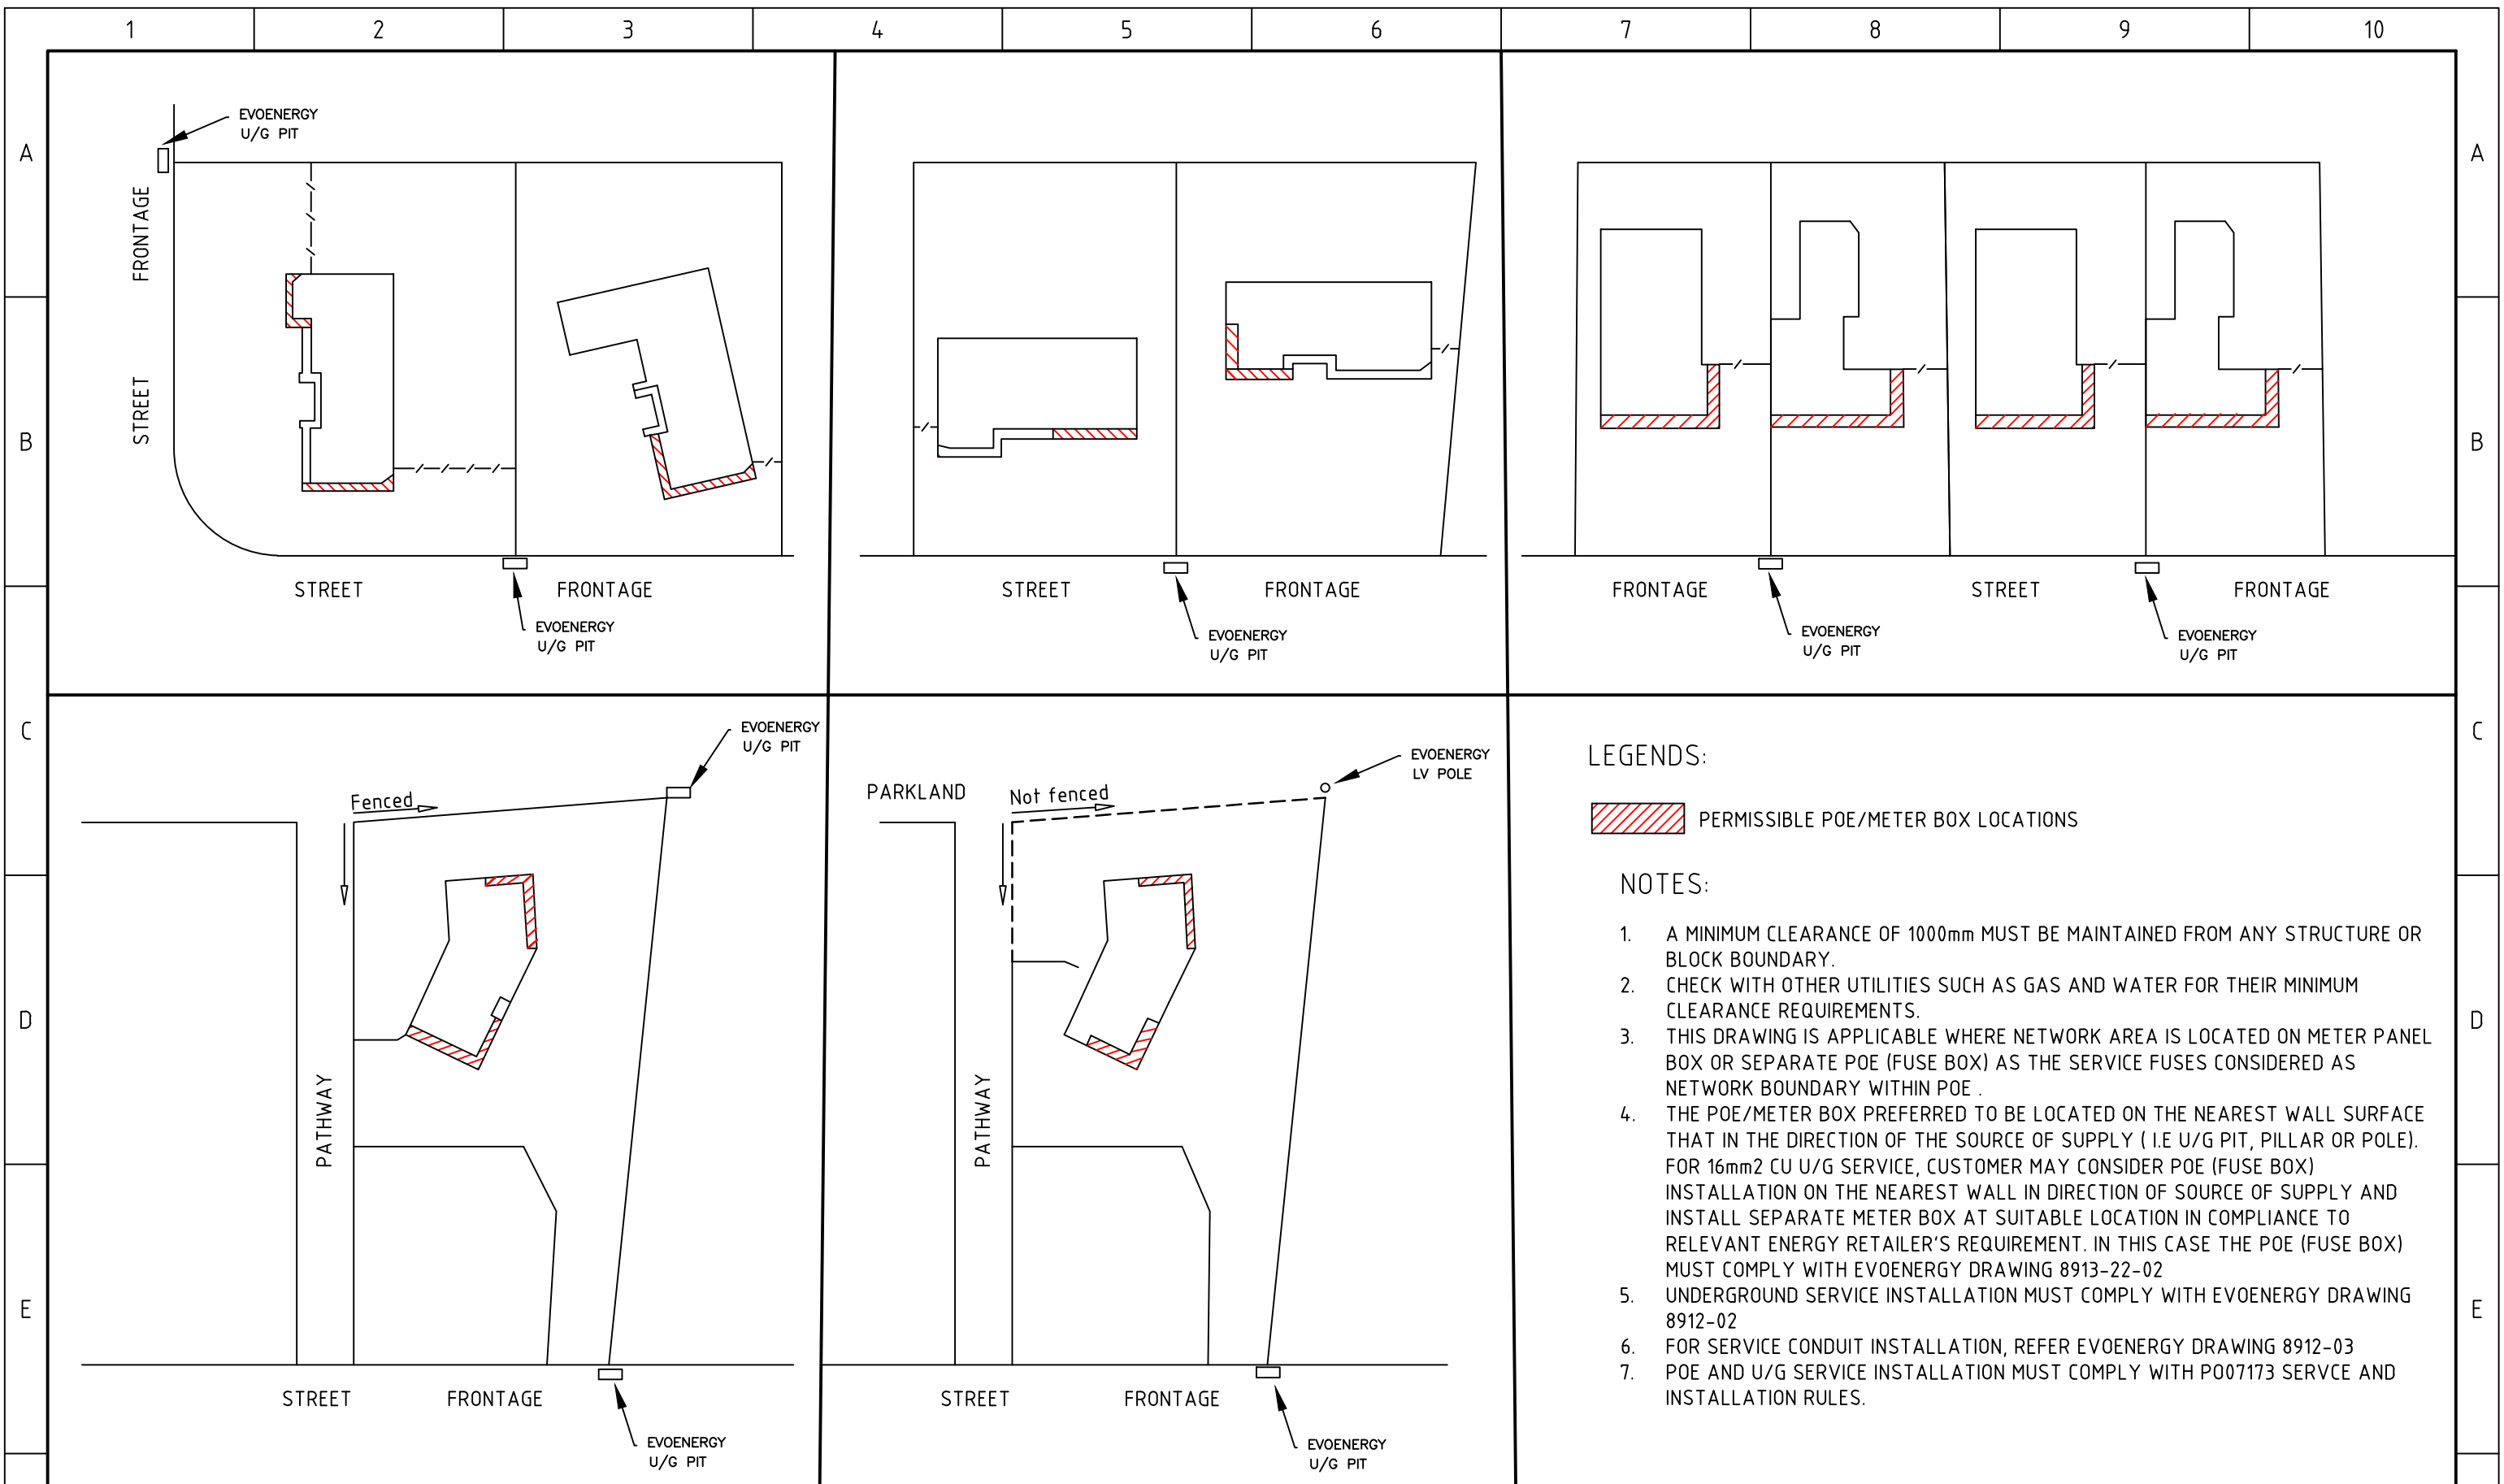 1 2 3 4 5 6 7 8 9 10
A
B
C
D
E
A
B
C
D
E
EVOENERGY
U/G PIT
FRONTAGE
STREET
STREET FRONTAGE
EVOENERGY
U/G PIT
STREET FRONTAGE
EVOENERGY
U/G PIT
FRONTAGE STREET FRONTAGE
EVOENERGY
U/G PIT
EVOENERGY
U/G PIT
EVOENERGY
U/G PIT
Fenced
PATHWAY
STREET FRONTAGE
EVOENERGY
U/G PIT
PARKLAND
Not fenced
EVOENERGY
LV POLE
PATHWAY
STREET FRONTAGE
EVOENERGY
U/G PIT
LEGENDS:
PERMISSIBLE POE/METER BOX LOCATIONS
NOTES:
1. A MINIMUM CLEARANCE OF 1000mm MUST BE MAINTAINED FROM ANY STRUCTURE OR
BLOCK BOUNDARY.
2. CHECK WITH OTHER UTILITIES SUCH AS GAS AND WATER FOR THEIR MINIMUM
CLEARANCE REQUIREMENTS.
3. THIS DRAWING IS APPLICABLE WHERE NETWORK AREA IS LOCATED ON METER PANEL
BOX OR SEPARATE POE (FUSE BOX) AS THE SERVICE FUSES CONSIDERED AS
NETWORK BOUNDARY WITHIN POE .
4. THE POE/METER BOX PREFERRED TO BE LOCATED ON THE NEAREST WALL SURFACE
THAT IN THE DIRECTION OF THE SOURCE OF SUPPLY ( I.E U/G PIT, PILLAR OR POLE).
FOR 16mm2 CU U/G SERVICE, CUSTOMER MAY CONSIDER POE (FUSE BOX)
INSTALLATION ON THE NEAREST WALL IN DIRECTION OF SOURCE OF SUPPLY AND
INSTALL SEPARATE METER BOX AT SUITABLE LOCATION IN COMPLIANCE TO
RELEVANT ENERGY RETAILER'S REQUIREMENT. IN THIS CASE THE POE (FUSE BOX)
MUST COMPLY WITH EVOENERGY DRAWING 8913-22-02
5. UNDERGROUND SERVICE INSTALLATION MUST COMPLY WITH EVOENERGY DRAWING
8912-02
6. FOR SERVICE CONDUIT INSTALLATION, REFER EVOENERGY DRAWING 8912-03
7. POE AND U/G SERVICE INSTALLATION MUST COMPLY WITH PO07173 SERVCE AND
INSTALLATION RULES.